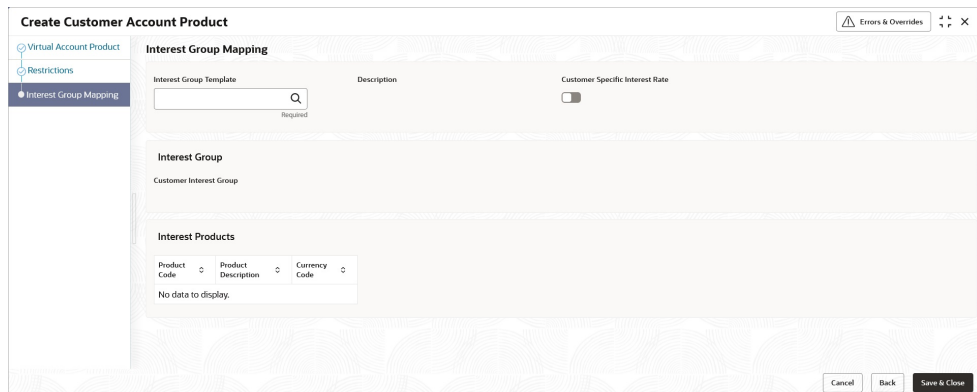 Create Customer Account Product
Errors & Overrides
Virtual Account Product
Restrictions
Interest Group Mapping
Interest Group Mapping
Interest Group Template
Description
Customer Specific Interest Rate
Required
Interest Group
Customer Interest Group
Interest Products
Product Code
Product Description
Currency Code
No data to display.
Cancel
Back
Save & Close